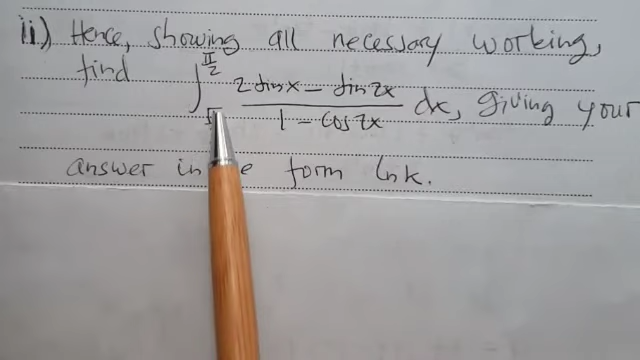 ii.) Hence, showing all necessary working,
find ∫ π/2 (2 sin x - sin 2x) / (1 - cos 2x) dx, giving your
answer in form ln k.